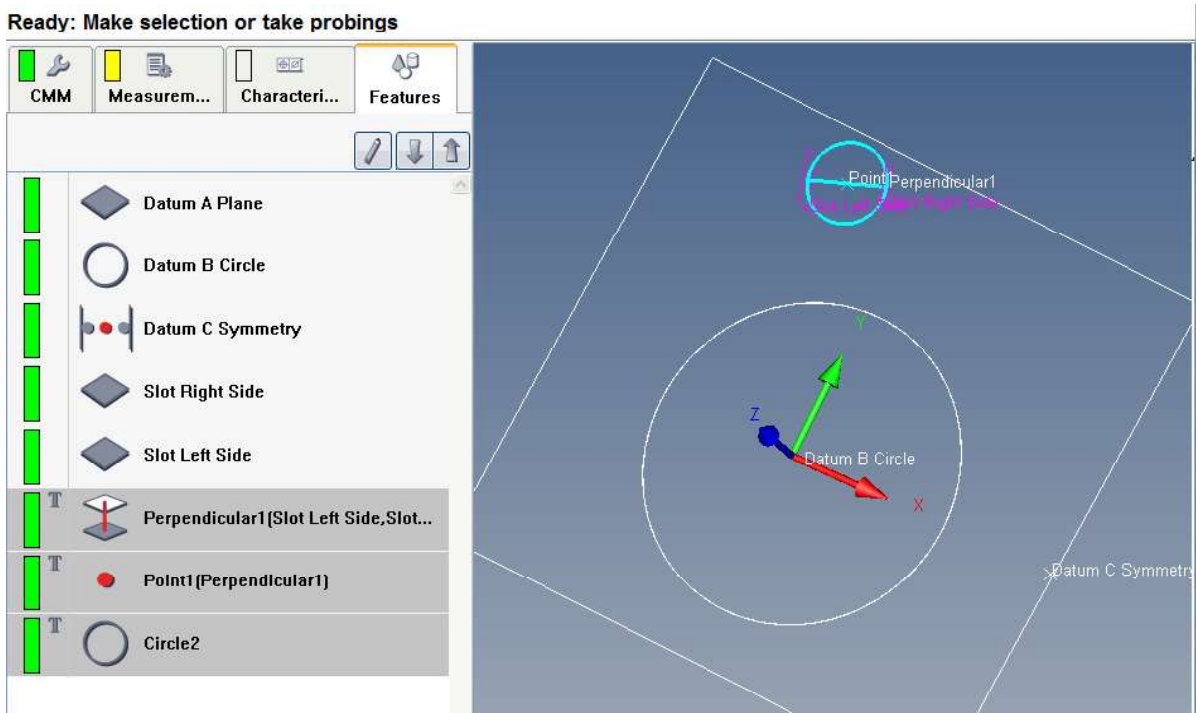 Ready: Make selection or take probings
CMM
Measurem...
Characteri...
Features
Datum A Plane
Datum B Circle
Datum C Symmetry
Slot Right Side
Slot Left Side
T
Perpendicular1(Slot Left Side,Slot...
T
Point1(Perpendicular1)
T
Circle2
Perpendicular1
Y
Z
Datum B Circle
X
Datum C Symmetry